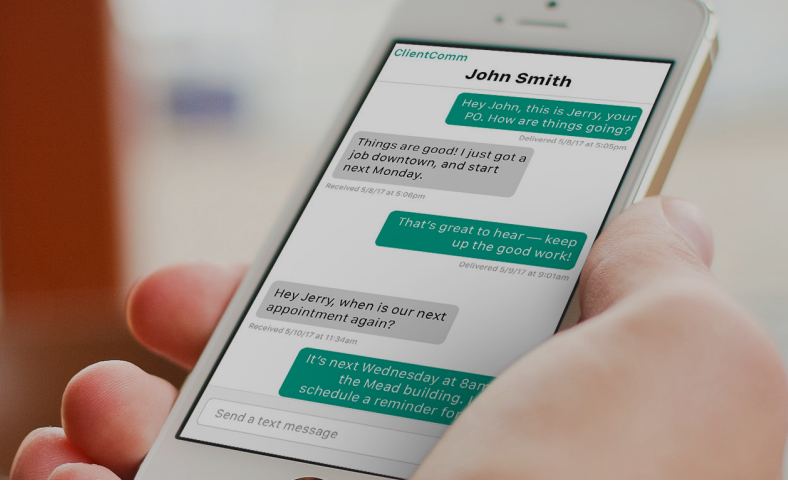 ClientComm
John Smith
Hey John, this is Jerry, your
PO. How are things going?
Delivered 5/8/17 at 5:05pm
Things are good! I just got a
job downtown, and start
next Monday.
Received 5/8/17 at 5:06pm
That's great to hear — keep
up the good work!
Delivered 5/9/17 at 9:01am
Hey Jerry, when is our next
appointment again?
Received 5/10/17 at 11:34am
It's next Wednesday at 8am
the Mead building.
schedule a reminder for
Send a text message